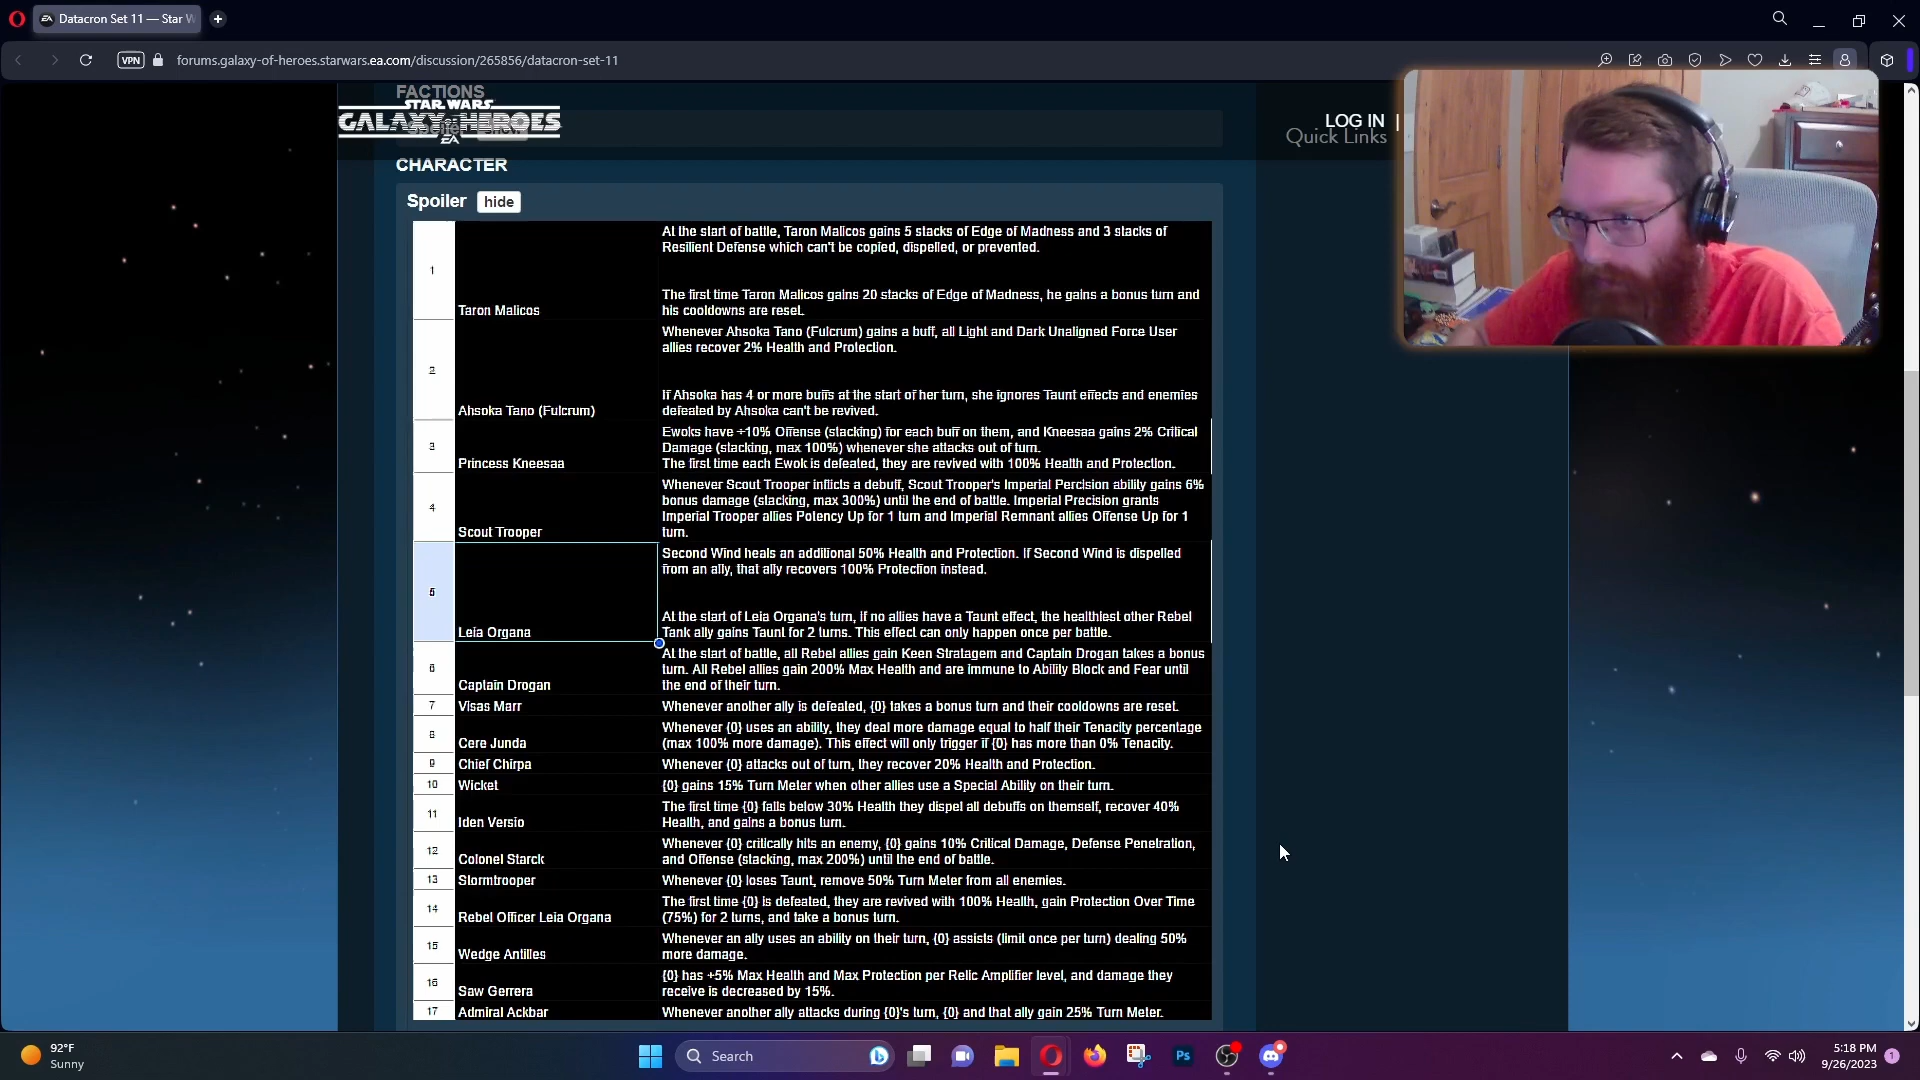 Datacron Set 11 — Star W
VPN
forums.galaxy-of-heroes.starwars.ea.com/discussion/265856/datacron-set-11
FACTIONS
STAR WARS
GALAXY OF HEROES
EA
Spoiler
LOG IN |
Quick Links
CHARACTER
Spoiler hide
1
Taron Malicos
At the start of battle, Taron Malicos gains 5 stacks of Edge of Madness and 3 stacks of
Resilient Defense which can't be copied, dispelled, or prevented.
The first time Taron Malicos gains 20 stacks of Edge of Madness, he gains a bonus turn and
his cooldowns are reset.
2
Ahsoka Tano (Fulcrum)
Whenever Ahsoka Tano (Fulcrum) gains a buff, all Light and Dark Unaligned Force User
allies recover 2% Health and Protection.
If Ahsoka has 4 or more buffs at the start of her turn, she ignores Taunt effects and enemies
defeated by Ahsoka can't be revived.
3
Princess Kneesaa
Ewoks have +10% Offense (stacking) for each buff on them, and Kneesaa gains 2% Critical
Damage (stacking, max 100%) whenever she attacks out of turn.
The first time each Ewok is defeated, they are revived with 100% Health and Protection.
4
Scout Trooper
Whenever Scout Trooper inflicts a debuff, Scout Trooper's Imperial Percision ability gains 6%
bonus damage (stacking, max 300%) until the end of battle. Imperial Precision grants
Imperial Trooper allies Potency Up for 1 turn and Imperial Remnant allies Offense Up for 1
turn.
5
Leia Organa
Second Wind heals an additional 50% Health and Protection. If Second Wind is dispelled
from an ally, that ally recovers 100% Protection instead.
At the start of Leia Organa's turn, if no allies have a Taunt effect, the healthiest other Rebel
Tank ally gains Taunt for 2 turns. This effect can only happen once per battle.
6
Captain Drogan
At the start of battle, all Rebel allies gain Keen Stratagem and Captain Drogan takes a bonus
turn. All Rebel allies gain 200% Max Health and are immune to Ability Block and Fear until
the end of their turn.
7 Visas Marr Whenever another ally is defeated, {0} takes a bonus turn and their cooldowns are reset.
8
Cere Junda
Whenever {0} uses an ability, they deal more damage equal to half their Tenacity percentage
(max 100% more damage). This effect will only trigger if {0} has more than 0% Tenacity.
9 Chief Chirpa Whenever {0} attacks out of turn, they recover 20% Health and Protection.
10 Wicket {0} gains 15% Turn Meter when other allies use a Special Ability on their turn.
11
Iden Versio
The first time {0} falls below 30% Health they dispel all debuffs on themself, recover 40%
Health, and gains a bonus turn.
12
Colonel Starck
Whenever {0} critically hits an enemy, {0} gains 10% Critical Damage, Defense Penetration,
and Offense (stacking, max 200%) until the end of battle.
13 Stormtrooper Whenever {0} loses Taunt, remove 50% Turn Meter from all enemies.
14
Rebel Officer Leia Organa
The first time {0} is defeated, they are revived with 100% Health, gain Protection Over Time
(75%) for 2 turns, and take a bonus turn.
15
Wedge Antilles
Whenever an ally uses an ability on their turn, {0} assists (limit once per turn) dealing 50%
more damage.
16
Saw Gerrera
{0} has +5% Max Health and Max Protection per Relic Amplifier level, and damage they
receive is decreased by 15%.
17 Admiral Ackbar Whenever another ally attacks during {0}'s turn, {0} and that ally gain 25% Turn Meter.
92°F
Sunny
Search
Ps
5:18 PM
9/26/2023
1